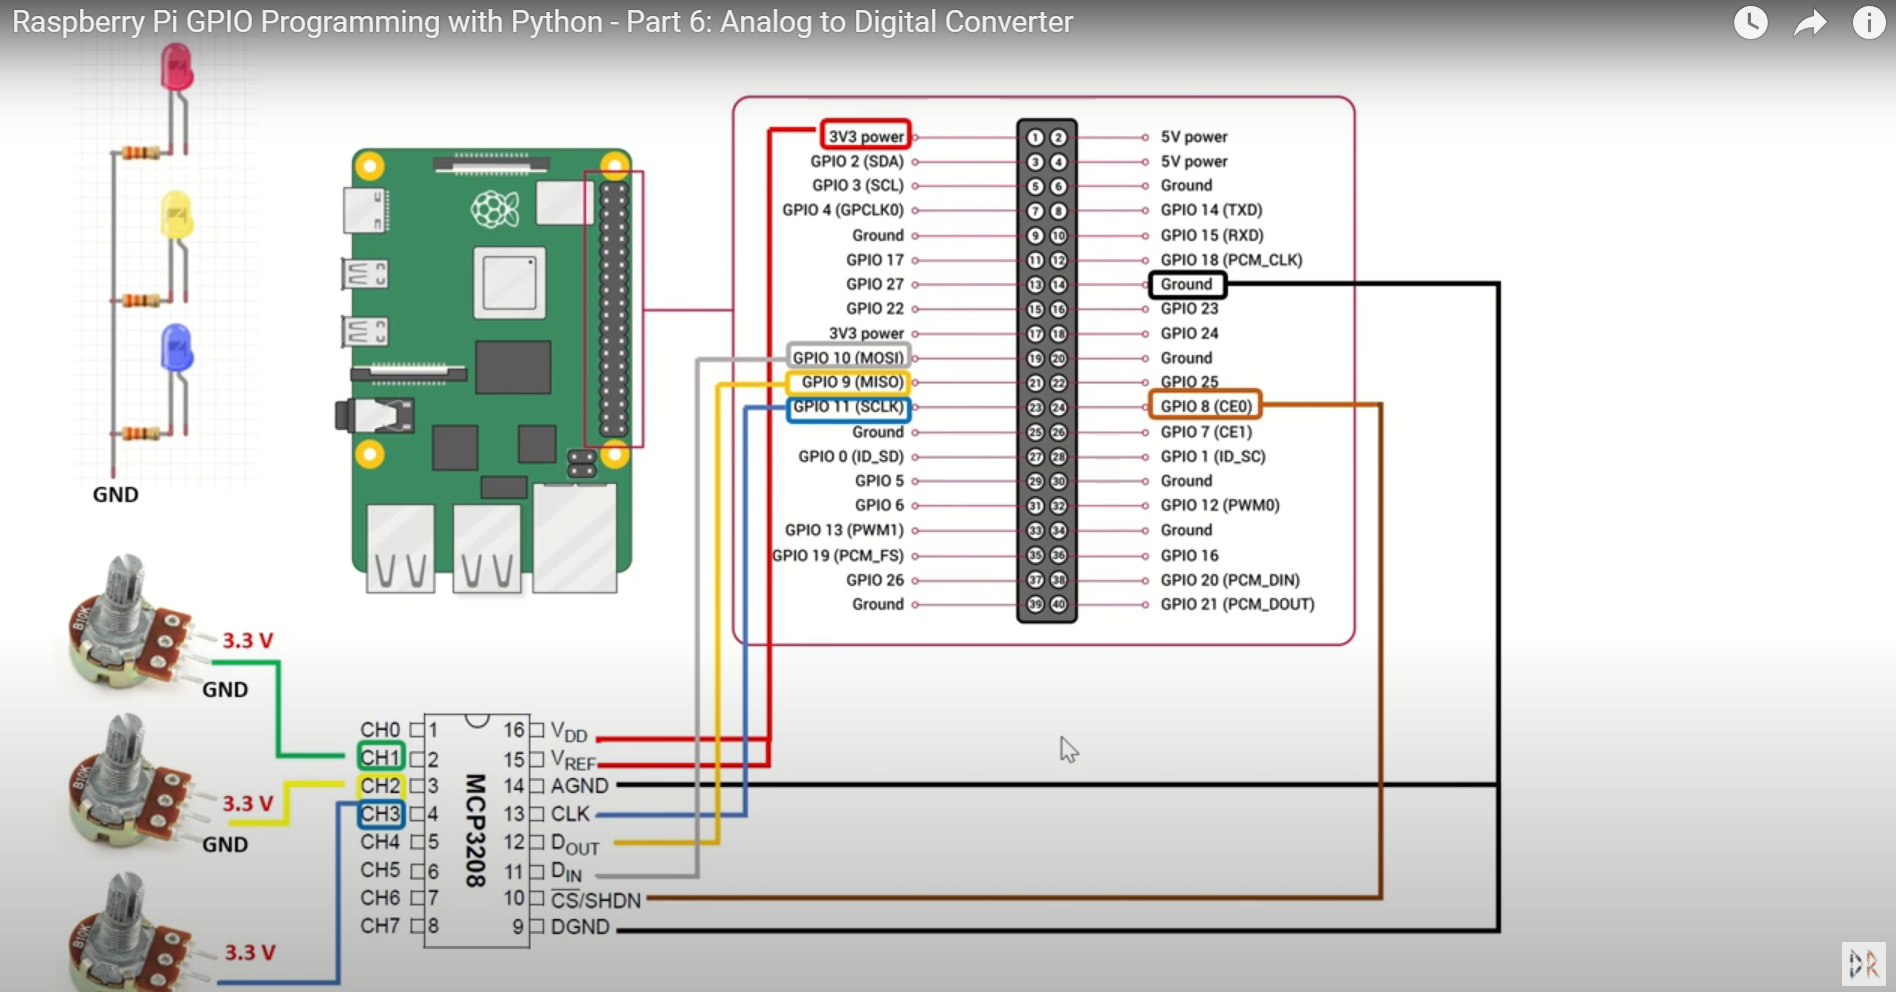 Raspberry Pi GPIO Programming with Python - Part 6: Analog to Digital Converter
GND
3V3 power 1 2 5V power
GPIO 2 (SDA) 3 4 5V power
GPIO 3 (SCL) 5 6 Ground
GPIO 4 (GPCLK0) 7 8 GPIO 14 (TXD)
Ground 9 10 GPIO 15 (RXD)
GPIO 17 11 12 GPIO 18 (PCM_CLK)
GPIO 27 13 14 Ground
GPIO 22 15 16 GPIO 23
3V3 power 17 18 GPIO 24
GPIO 10 (MOSI) 19 20 Ground
GPIO 9 (MISO) 21 22 GPIO 25
GPIO 11 (SCLK) 23 24 GPIO 8 (CE0)
Ground 25 26 GPIO 7 (CE1)
GPIO 0 (ID_SD) 27 28 GPIO 1 (ID_SC)
GPIO 5 29 30 Ground
GPIO 6 31 32 GPIO 12 (PWM0)
GPIO 13 (PWM1) 33 34 Ground
GPIO 19 (PCM_FS) 35 36 GPIO 16
GPIO 26 37 38 GPIO 20 (PCM_DIN)
Ground 39 40 GPIO 21 (PCM_DOUT)
B10K
3.3 V
GND
B10K
3.3 V
GND
B10K
3.3 V
CH0 1 16 VDD
CH1 2 15 VREF
CH2 3 14 AGND
CH3 4 13 CLK
CH4 5 12 DOUT
CH5 6 11 DIN
CH6 7 10 CS/SHDN
CH7 8 9 DGND
MCP3208
DR